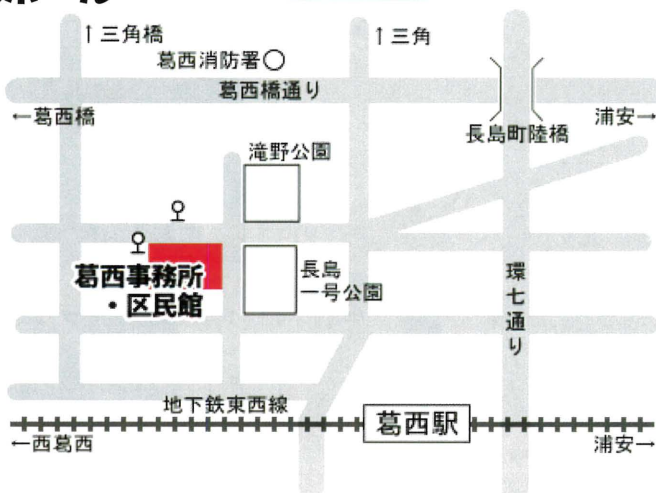 ↑三角橋
↑三角
葛西消防署
葛西橋通り
←葛西橋
長島町陸橋
浦安→
滝野公園
葛西事務所
・区民館
長島
一号公園
環七通り
地下鉄東西線
葛西駅
←西葛西
浦安→